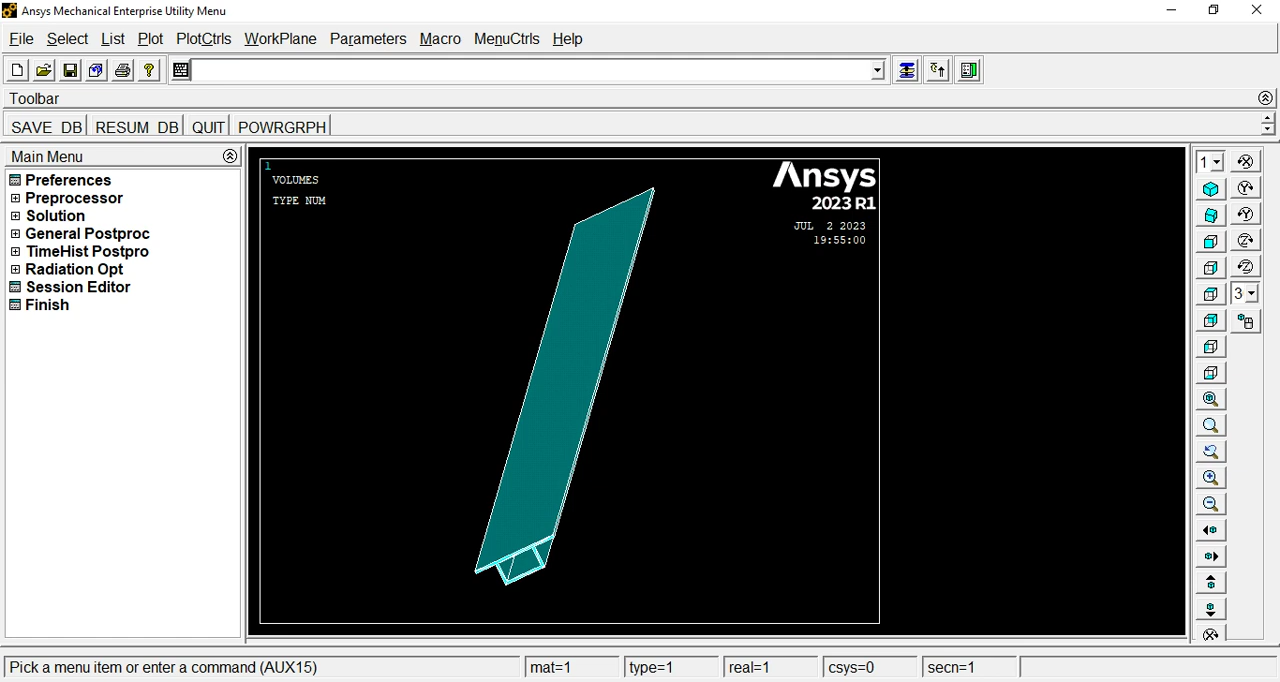 Ansys Mechanical Enterprise Utility Menu
File Select List Plot PlotCtrls WorkPlane Parameters Macro MenuCtrls Help
Toolbar
SAVE_DB RESUM_DB QUIT POWRGRPH
Main Menu
Preferences
Preprocessor
Solution
General Postproc
TimeHist Postpro
Radiation Opt
Session Editor
Finish
1
VOLUMES
TYPE NUM
Ansys
2023 R1
JUL 2 2023
19:55:00
1
3
Pick a menu item or enter a command (AUX15) mat=1 type=1 real=1 csys=0 secn=1